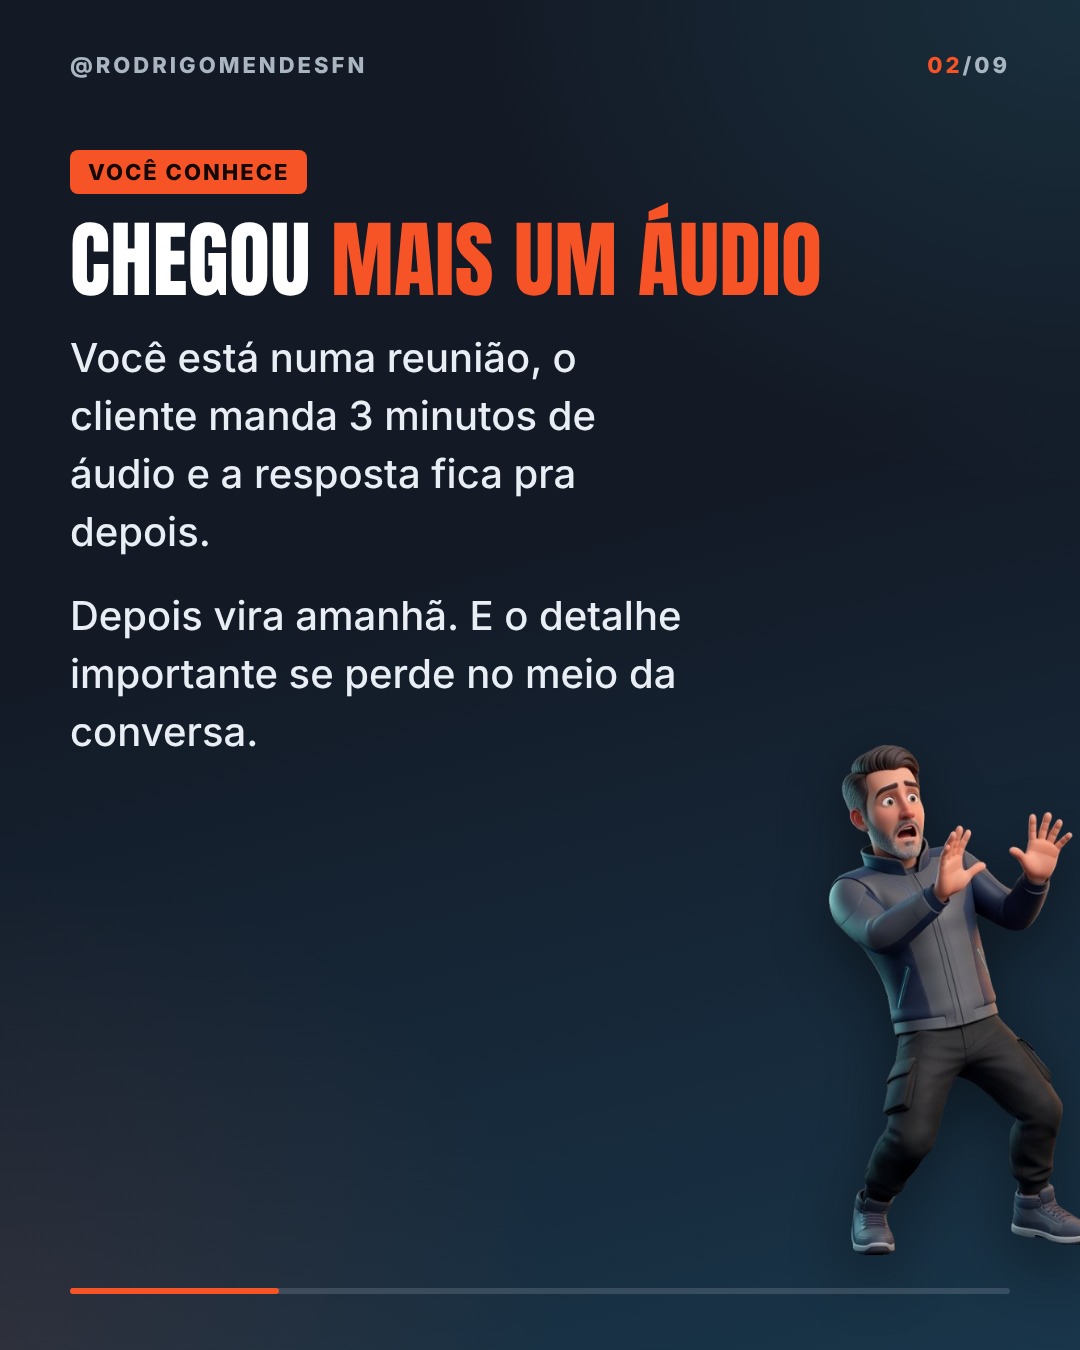 @RODRIGOMENDESFN
02/09
VOCÊ CONHECE
CHEGOU MAIS UM ÁUDIO
Você está numa reunião, o
cliente manda 3 minutos de
áudio e a resposta fica pra
depois.
Depois vira amanhã. E o detalhe
importante se perde no meio da
conversa.